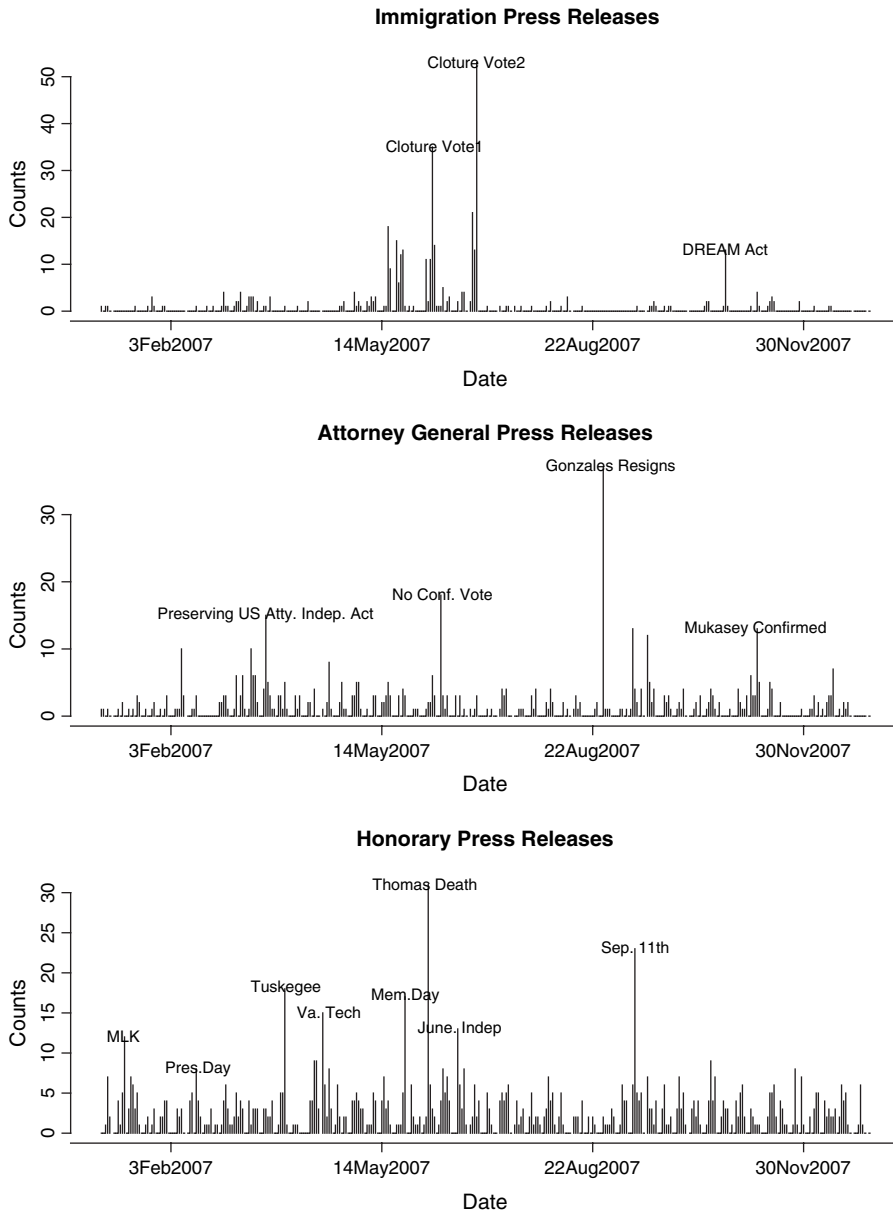 Immigration Press Releases
Cloture Vote2
Cloture Vote1
DREAM Act
Counts
50
40
30
20
10
0
3Feb2007 14May2007 22Aug2007 30Nov2007
Date
Attorney General Press Releases
Gonzales Resigns
No Conf. Vote
Preserving US Atty. Indep. Act
Mukasey Confirmed
Counts
30
20
10
0
3Feb2007 14May2007 22Aug2007 30Nov2007
Date
Honorary Press Releases
Thomas Death
Sep. 11th
Tuskegee
Mem.Day
Va. Tech
June. Indep
MLK
Pres.Day
Counts
30
25
20
15
10
5
0
3Feb2007 14May2007 22Aug2007 30Nov2007
Date